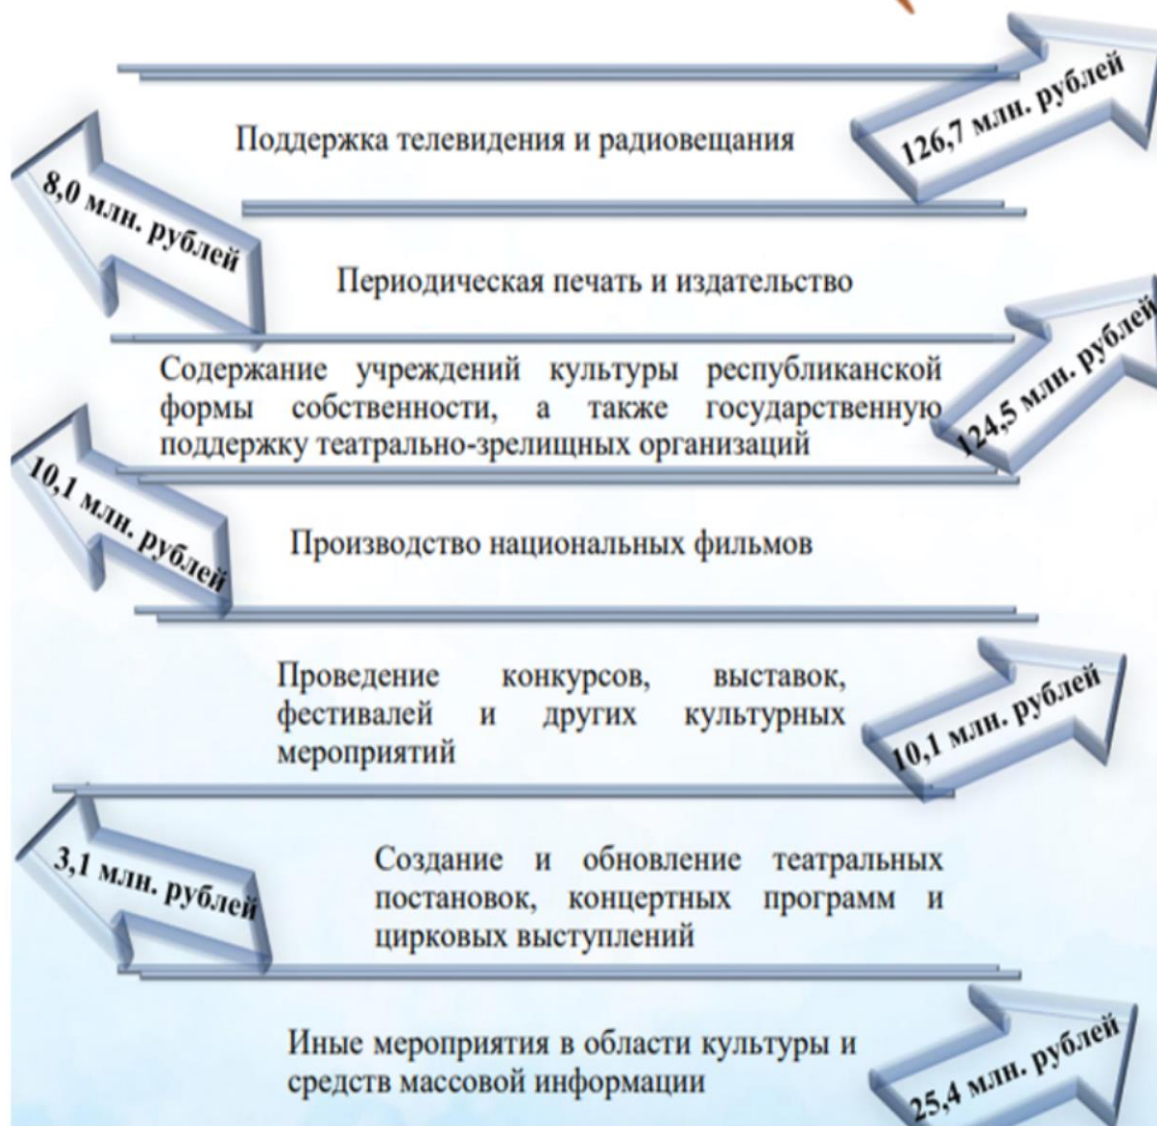 126,7 млн. рублей
Поддержка телевидения и радиовещания
8,0 млн. рублей
Периодическая печать и издательство
124,5 млн. рублей
Содержание учреждений культуры республиканской
формы собственности, а также государственную
поддержку театрально-зрелищных организаций
10,1 млн. рублей
Производство национальных фильмов
Проведение конкурсов, выставок,
фестивалей и других культурных
мероприятий
10,1 млн. рублей
3,1 млн. рублей
Создание и обновление театральных
постановок, концертных программ и
цирковых выступлений
Иные мероприятия в области культуры и
средств массовой информации
25,4 млн. рублей